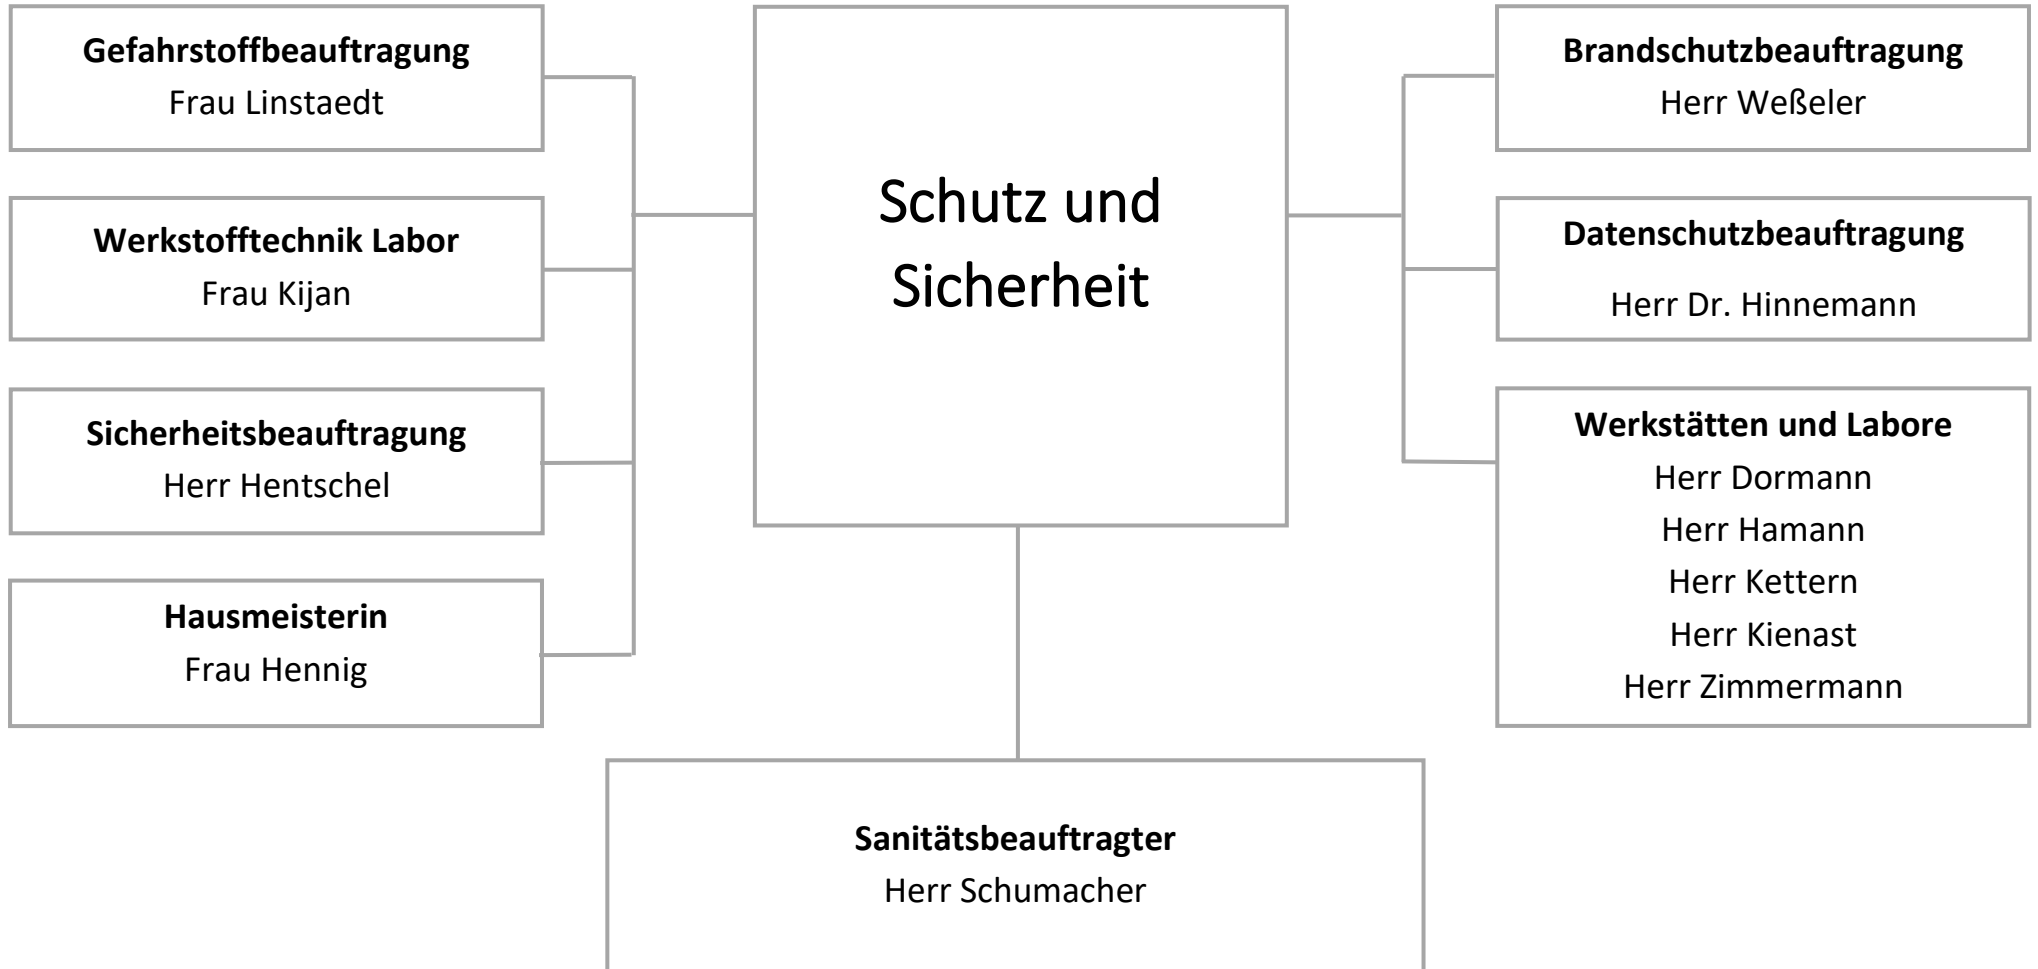 Gefahrstoffbeauftragung
Frau Linstaedt
Werkstofftechnik Labor
Frau Kijan
Sicherheitsbeauftragung
Herr Hentschel
Hausmeisterin
Frau Hennig
Schutz und
Sicherheit
Brandschutzbeauftragung
Herr Weßeler
Datenschutzbeauftragung
Herr Dr. Hinnemann
Werkstätten und Labore
Herr Dormann
Herr Hamann
Herr Kettern
Herr Kienast
Herr Zimmermann
Sanitätsbeauftragter
Herr Schumacher